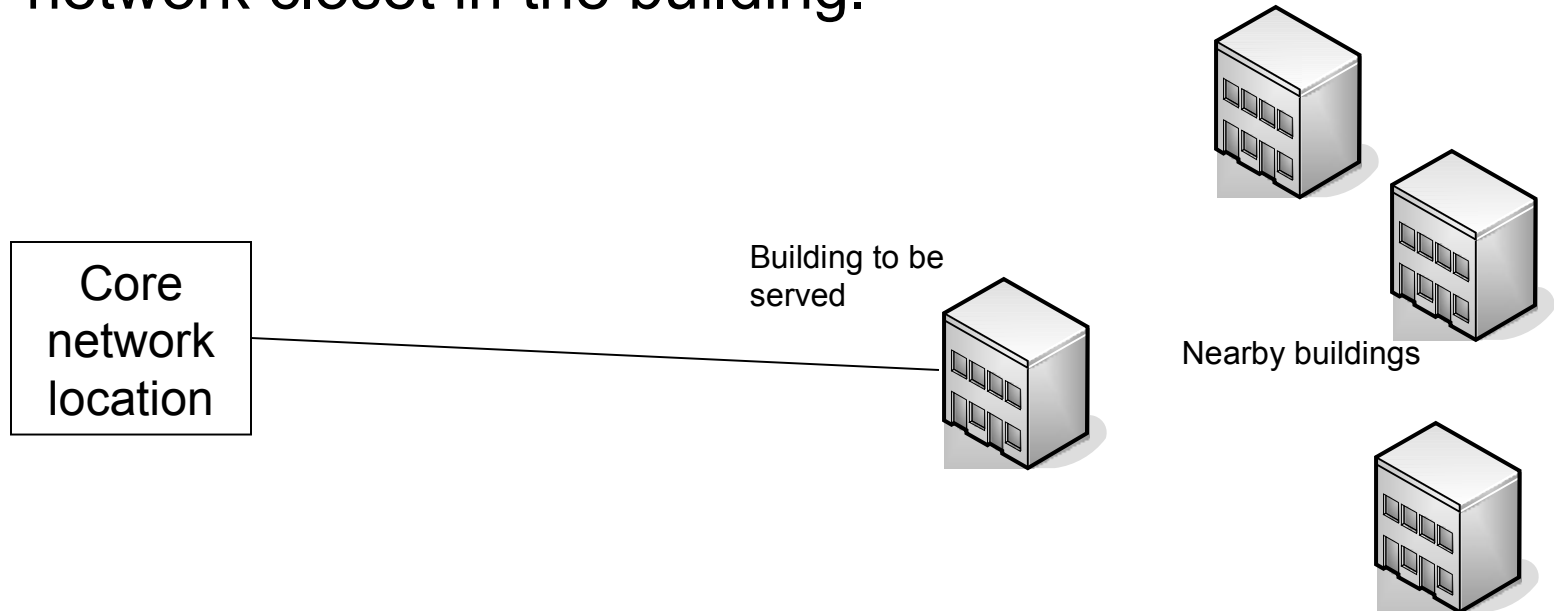 network closet in the building.
Building to be
served
Core
network
location
Nearby buildings